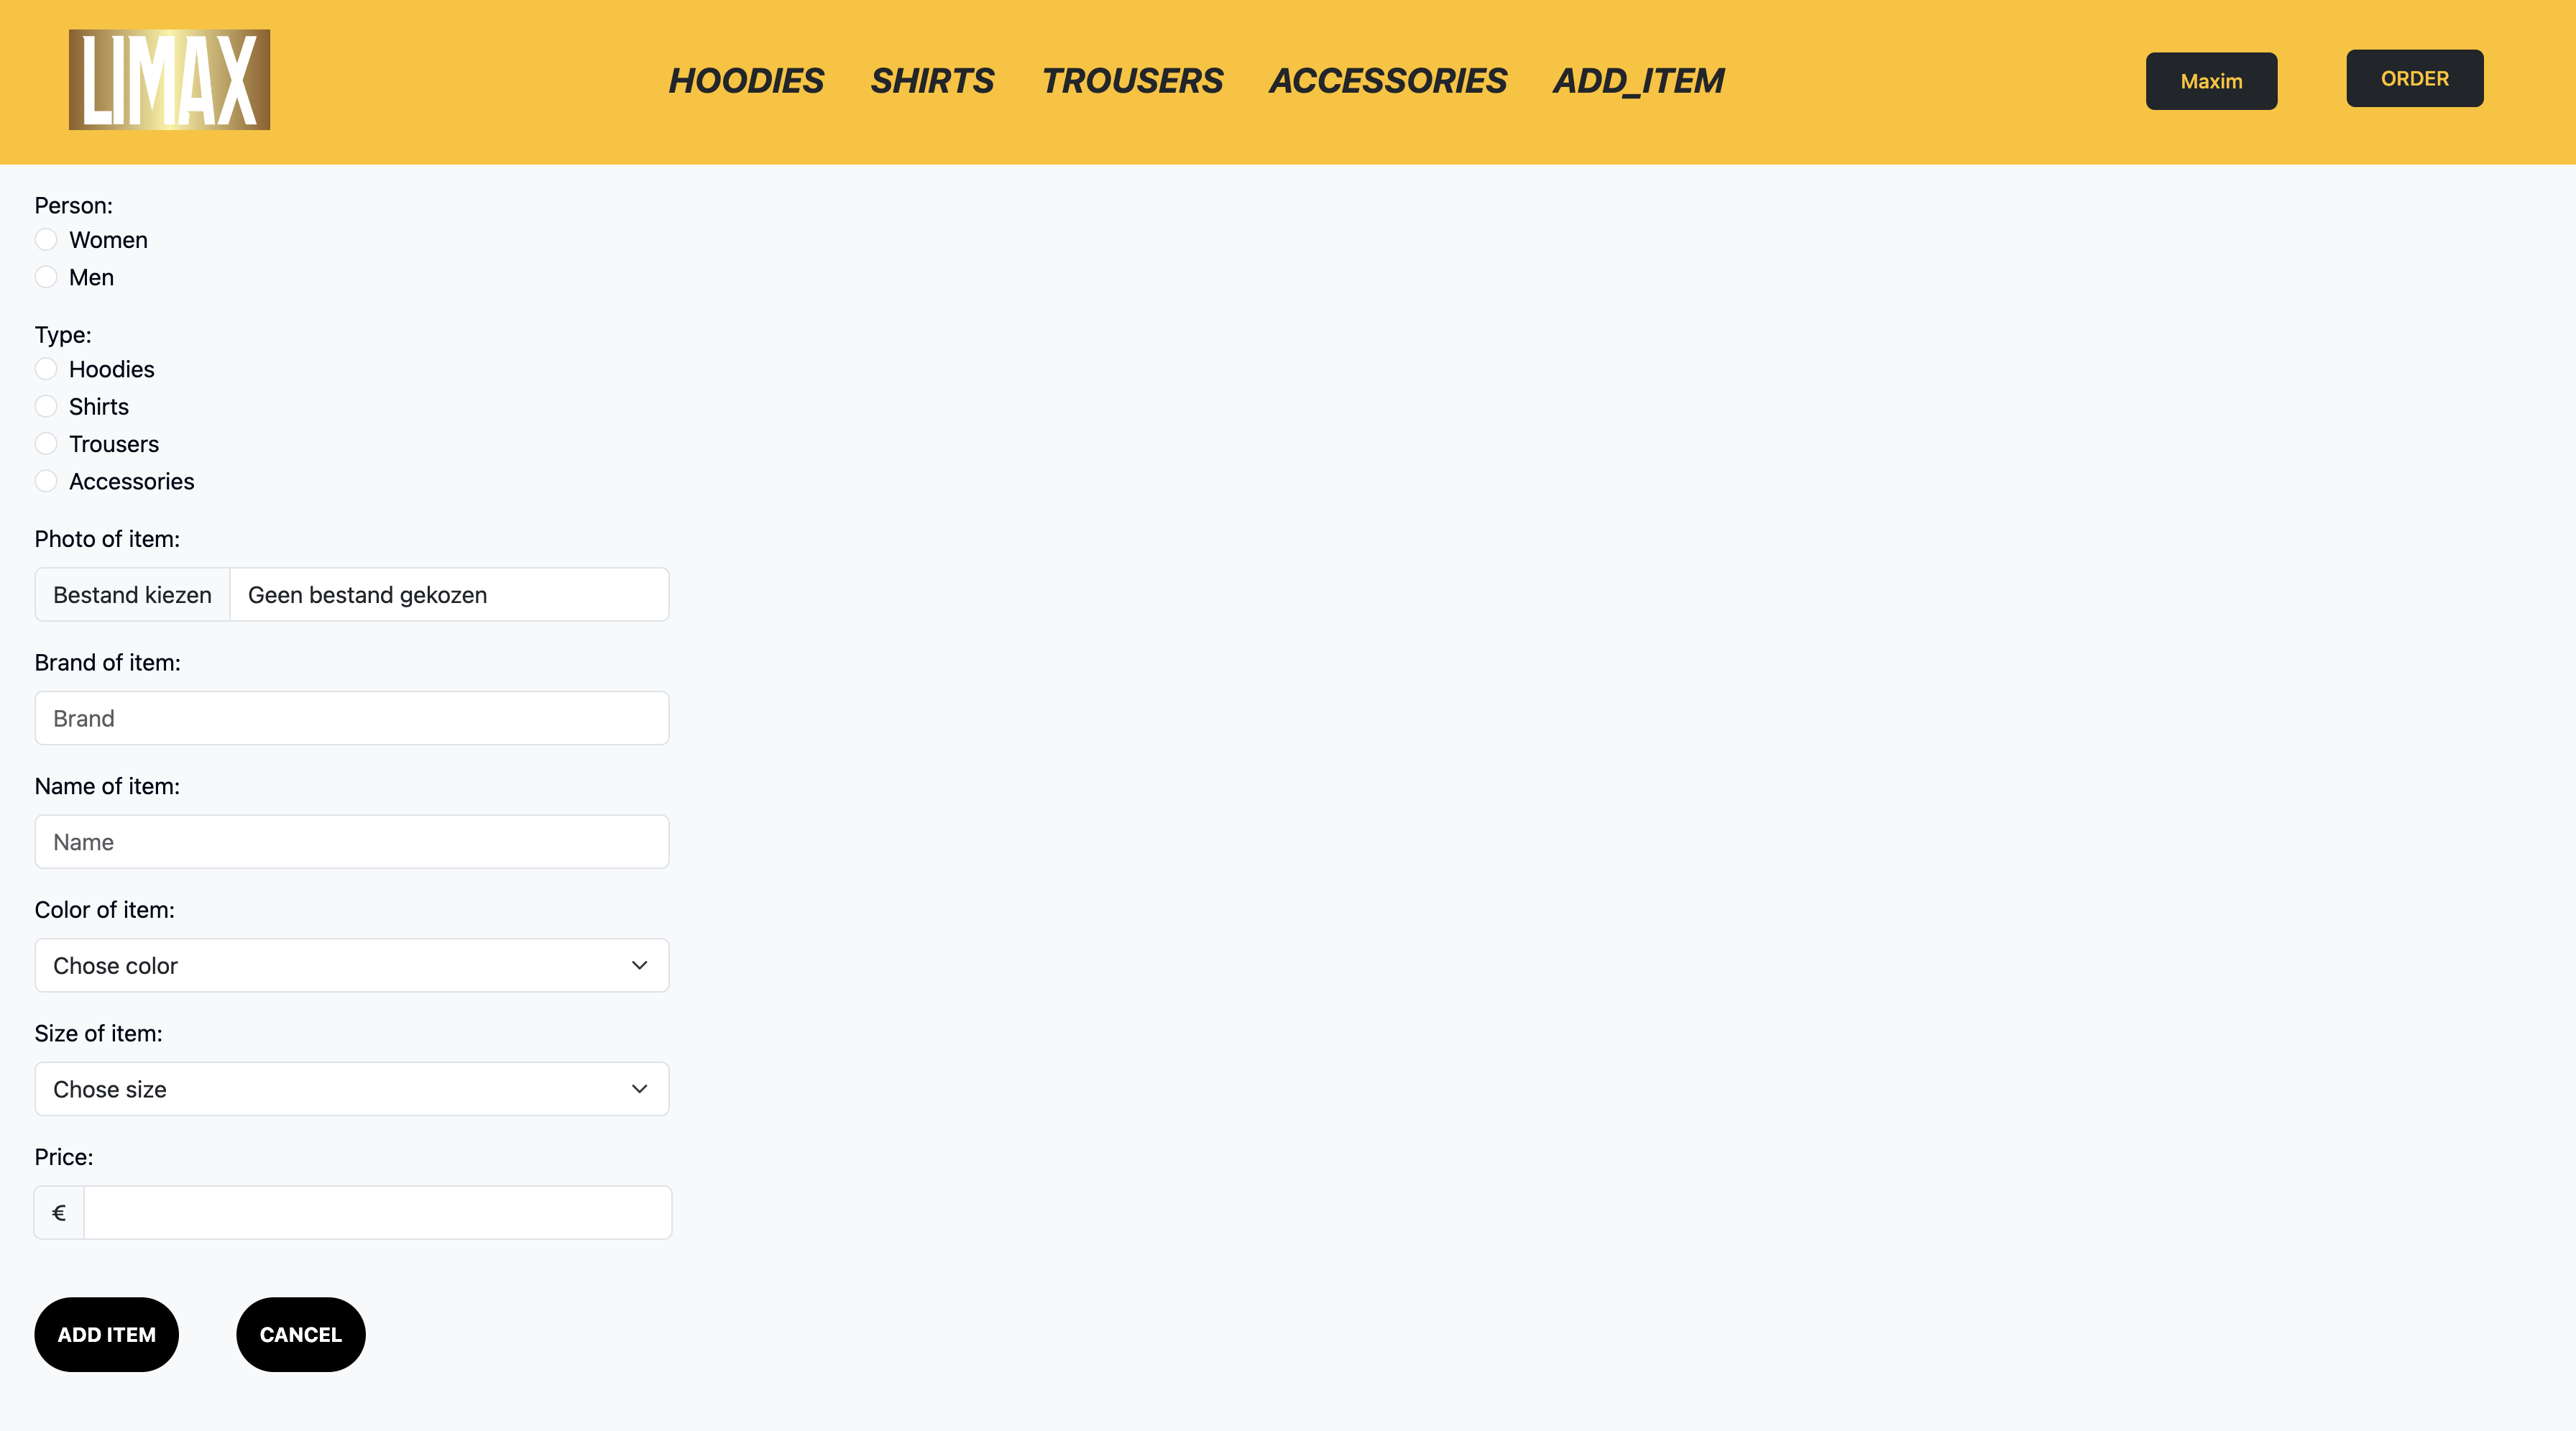 LIMAX
HOODIES SHIRTS TROUSERS ACCESSORIES ADD_ITEM
Maxim
ORDER
Person:
Women
Men
Type:
Hoodies
Shirts
Trousers
Accessories
Photo of item:
Bestand kiezen Geen bestand gekozen
Brand of item:
Brand
Name of item:
Name
Color of item:
Chose color
Size of item:
Chose size
Price:
€
ADD ITEM CANCEL